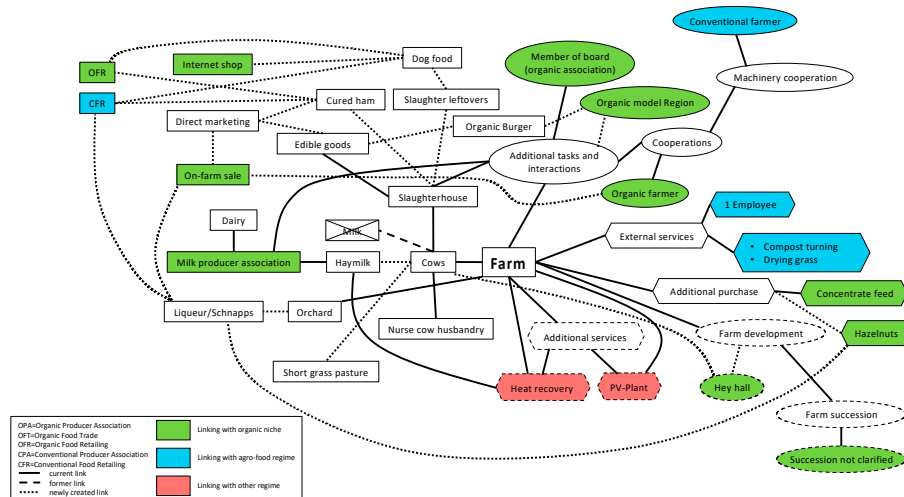 Conventional farmer
Member of board
(organic association)
OFR
Internet shop
Dog food
Machinery cooperation
CFR
Cured ham
Slaughter leftovers
Organic model Region
Direct marketing
Organic Burger
Edible goods
Additional tasks and
interactions
Cooperations
On-farm sale
Slaughterhouse
Organic farmer
1 Employee
Dairy
Milk
External services
• Compost turning
• Drying grass
Milk producer association
Haymilk
Cows
Farm
Additional purchase
Concentrate feed
Liqueur/Schnapps
Orchard
Nurse cow husbandry
Additional services
Farm development
Hazelnuts
Short grass pasture
Heat recovery
PV-Plant
Hey hall
Farm succession
Succession not clarified
OPA=Organic Producer Association
OFT=Organic Food Trade
OFR=Organic Food Retailing
CPA=Conventional Producer Association
CFR=Conventional Food Retailing
current link
former link
newly created link
Linking with organic niche
Linking with agro-food regime
Linking with other regime